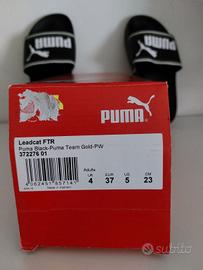 PUMA
PUMA
PUMA
Leadcat FTR
Puma Black-Puma Team Gold-PW
372276 01
Adults
UK EUR US CM
4 37 5 23
4062451857141
subito